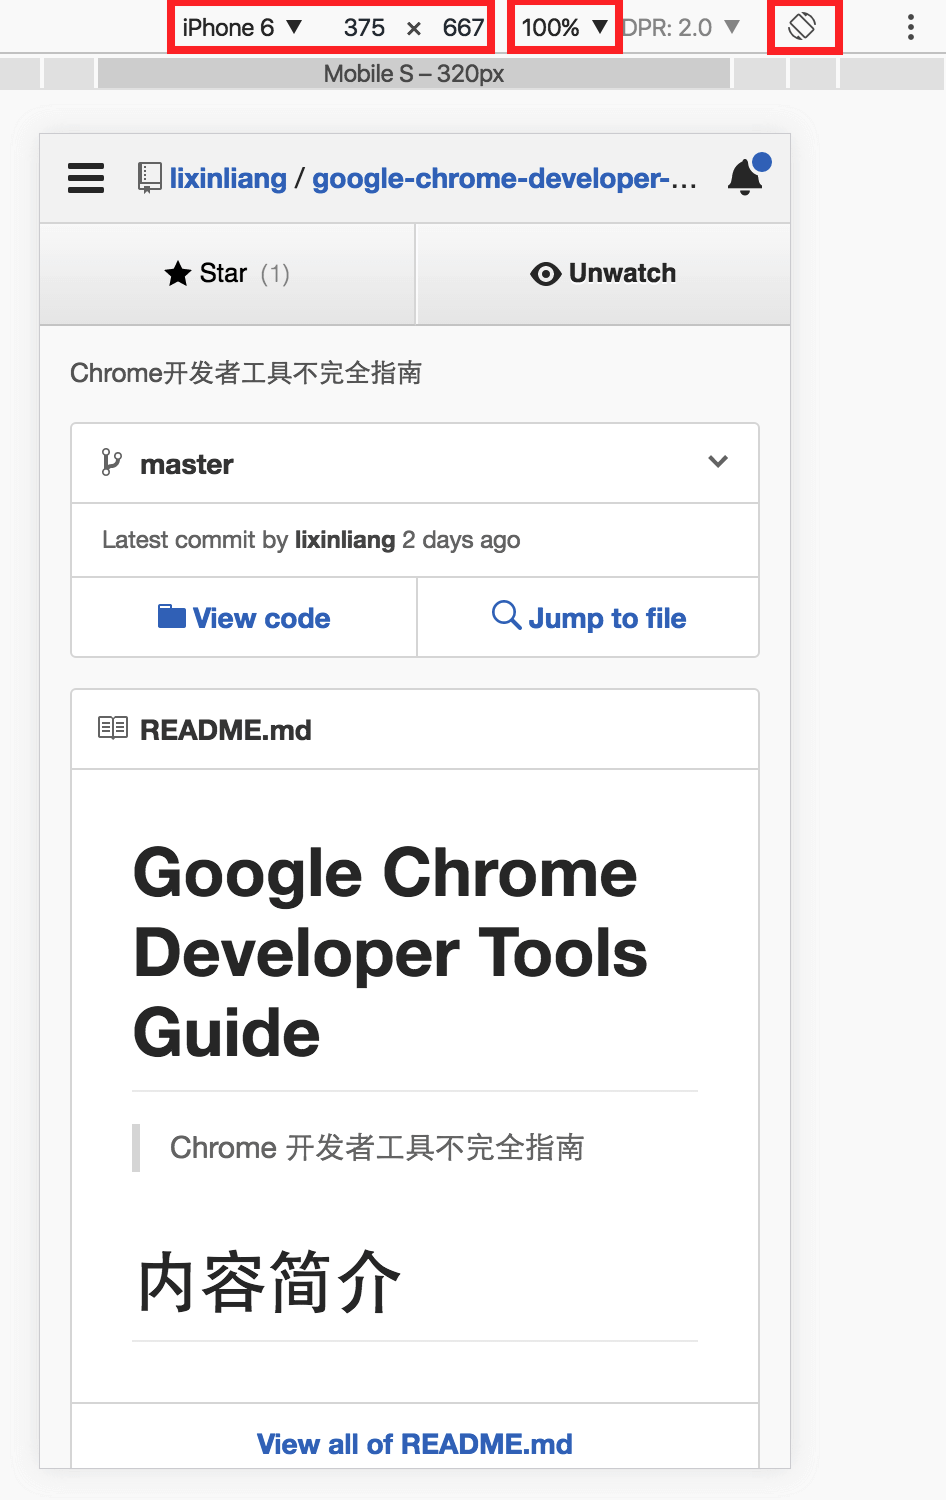 iPhone 6 ▼ 375 × 667 100% ▼ DPR: 2.0 ▼
Mobile S – 320px
lixinliang / google-chrome-developer-...
Star (1) Unwatch
Chrome开发者工具不完全指南
master
Latest commit by lixinliang 2 days ago
View code Jump to file
README.md
Google Chrome
Developer Tools
Guide
Chrome 开发者工具不完全指南
内容简介
View all of README.md